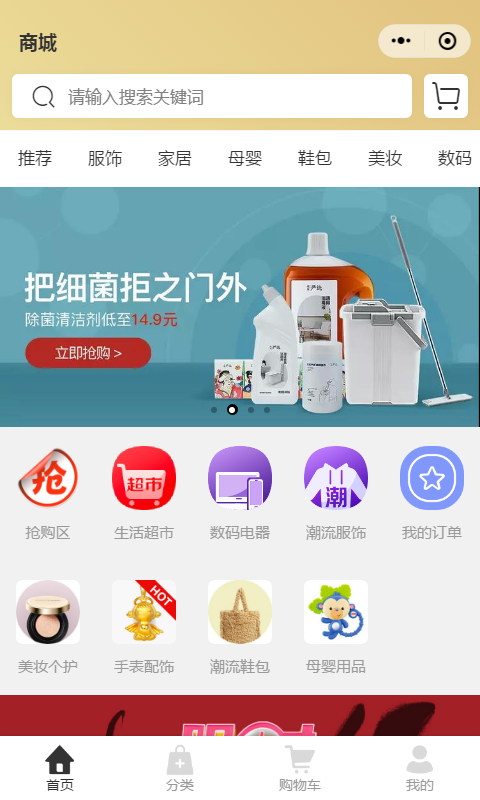 商城
请输入搜索关键词
推荐 服饰 家居 母婴 鞋包 美妆 数码
把细菌拒之门外
除菌清洁剂低至14.9元
立即抢购 >
抢
超市
潮
抢购区 生活超市 数码电器 潮流服饰 我的订单
HOT
美妆个护 手表配饰 潮流鞋包 母婴用品
首页 分类 购物车 我的